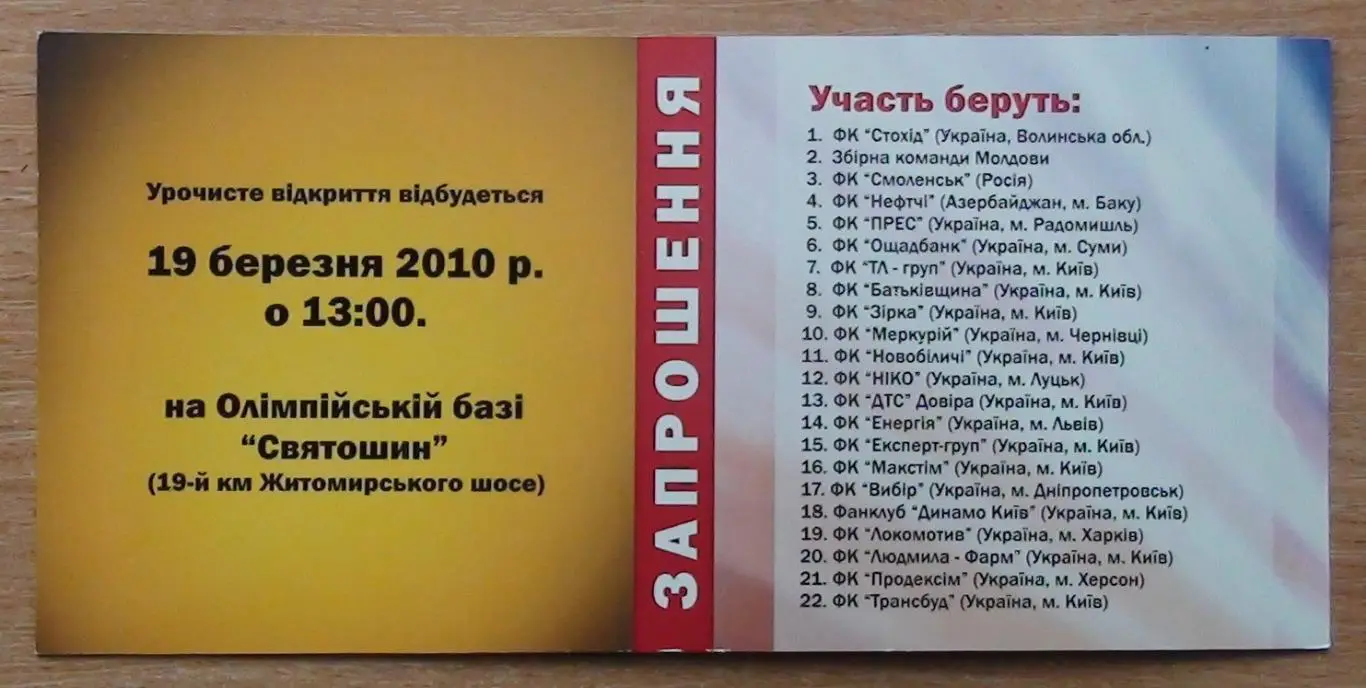 Урочисте відкриття відбудеться
19 березня 2010 р.
о 13:00.
на Олімпійській базі
“Святошин”
(19-й км Житомирського шосе)
ЗАПРОШЕННЯ
Участь беруть:
1. ФК “Стохід” (Україна, Волинська обл.)
2. Збірна команди Молдови
3. ФК “Смоленськ” (Росія)
4. ФК “Нефтчі” (Азербайджан, м. Баку)
5. ФК “ПРЕС” (Україна, м. Радомишль)
6. ФК “Ощадбанк” (Україна, м. Суми)
7. ФК “ТЛ - груп” (Україна, м. Київ)
8. ФК “Батьківщина” (Україна, м. Київ)
9. ФК “Зірка” (Україна, м. Київ)
10. ФК “Меркурій” (Україна, м. Чернівці)
11. ФК “Новобіличі” (Україна, м. Київ)
12. ФК “НІКО” (Україна, м. Луцьк)
13. ФК “ДТС” Довіра (Україна, м. Київ)
14. ФК “Енергія” (Україна, м. Львів)
15. ФК “Експерт-груп” (Україна, м. Київ)
16. ФК “Макстім” (Україна, м. Київ)
17. ФК “Вибір” (Україна, м. Дніпропетровськ)
18. Фанклуб “Динамо Київ” (Україна, м. Київ)
19. ФК “Локомотив” (Україна, м. Харків)
20. ФК “Людмила - Фарм” (Україна, м. Київ)
21. ФК “Продексім” (Україна, м. Херсон)
22. ФК “Трансбуд” (Україна, м. Київ)